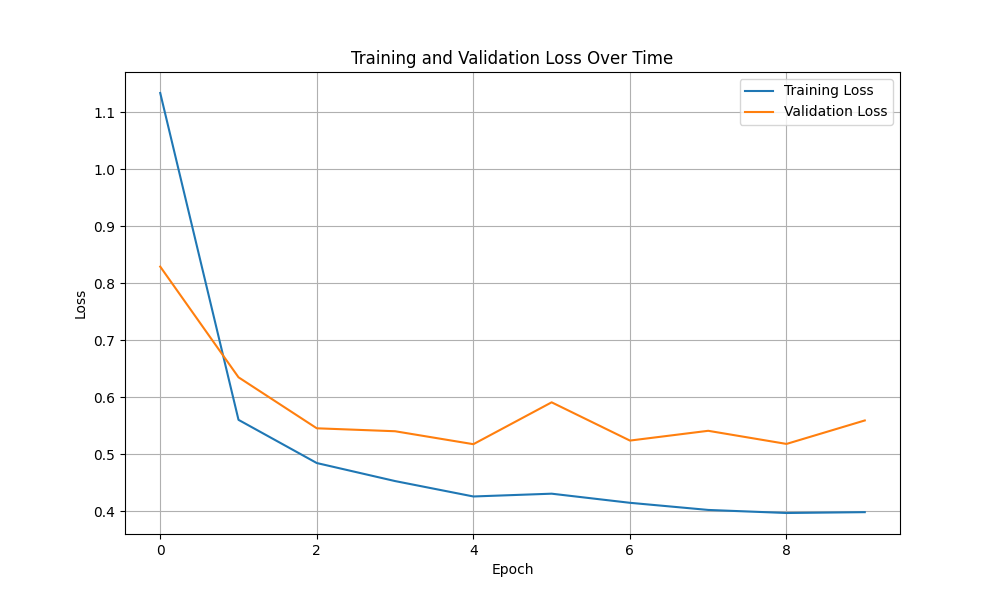 Training and Validation Loss Over Time
Training Loss
Validation Loss
1.1
1.0
0.9
0.8
0.7
0.6
0.5
0.4
Loss
0 2 4 6 8
Epoch